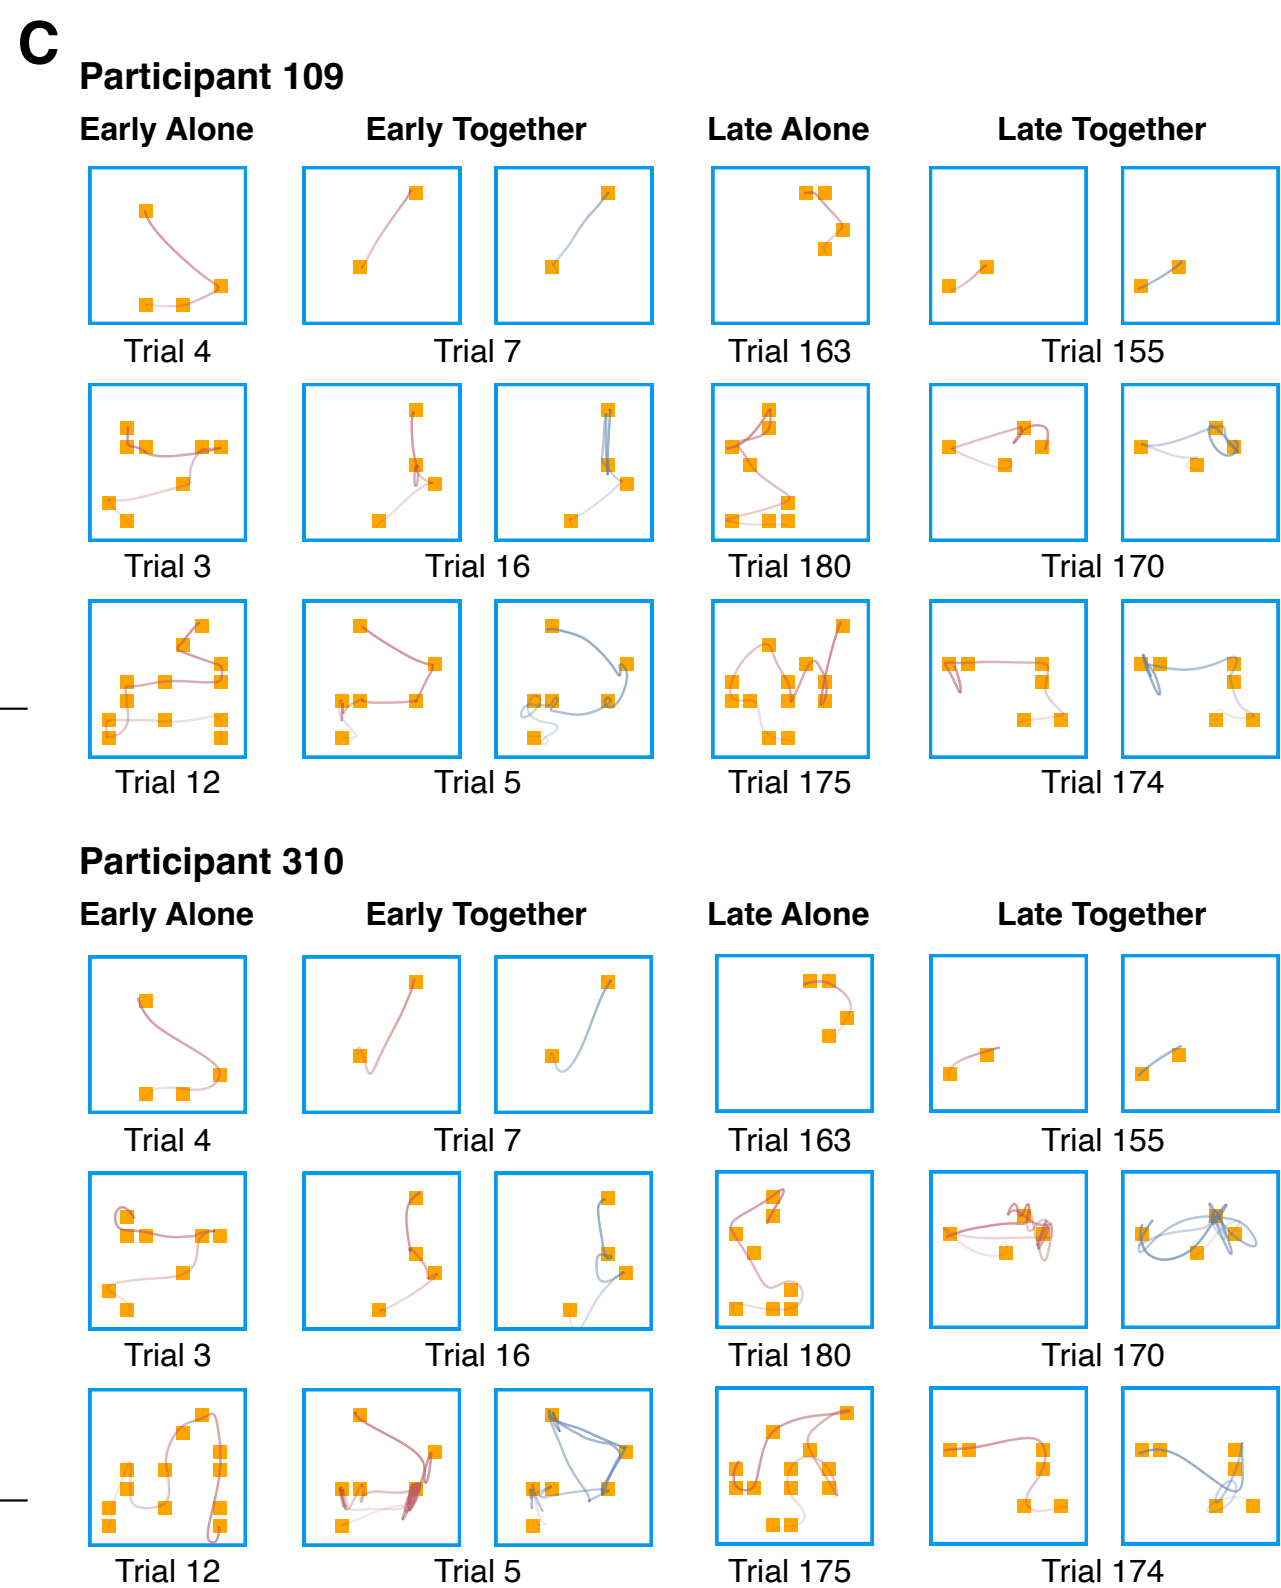 C
Participant 109
Early Alone Early Together Late Alone Late Together
Trial 4 Trial 7 Trial 163 Trial 155
Trial 3 Trial 16 Trial 180 Trial 170
Trial 12 Trial 5 Trial 175 Trial 174
Participant 310
Early Alone Early Together Late Alone Late Together
Trial 4 Trial 7 Trial 163 Trial 155
Trial 3 Trial 16 Trial 180 Trial 170
Trial 12 Trial 5 Trial 175 Trial 174